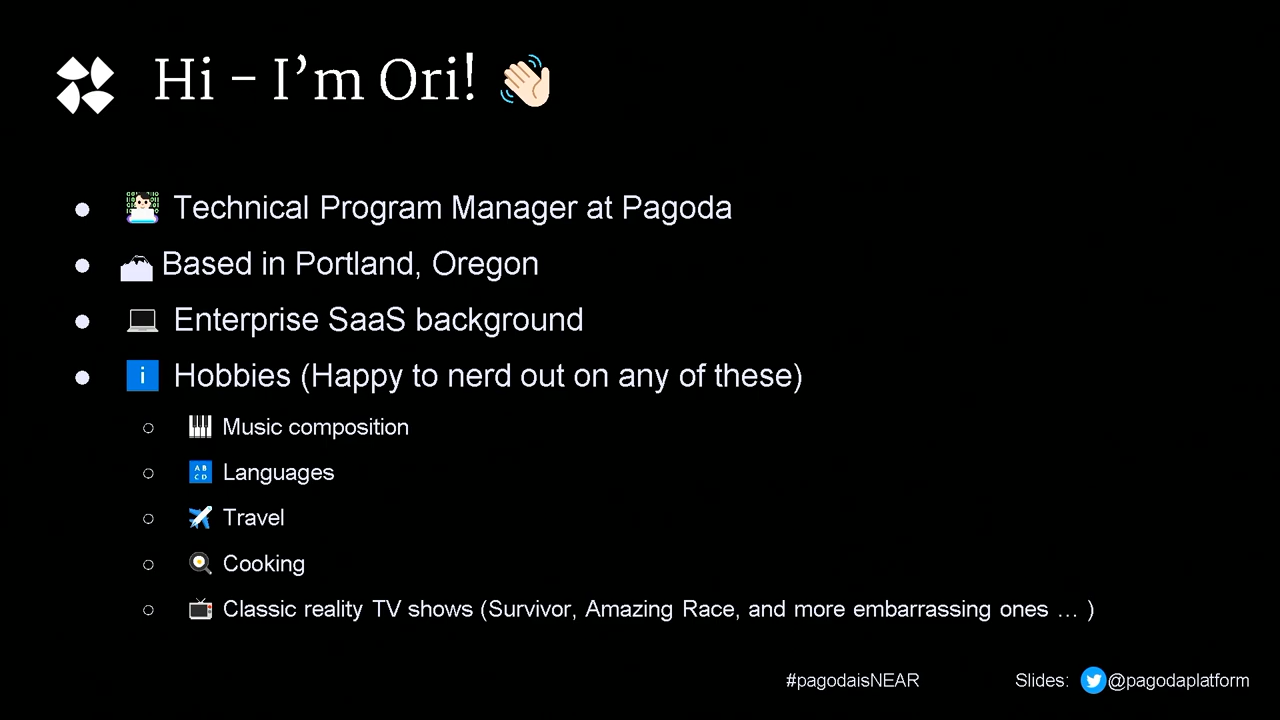 Hi – I’m Ori! 👋🏻
Technical Program Manager at Pagoda
Based in Portland, Oregon
Enterprise SaaS background
Hobbies (Happy to nerd out on any of these)
Music composition
Languages
Travel
Cooking
Classic reality TV shows (Survivor, Amazing Race, and more embarrassing ones … )
#pagodaisNEAR
Slides: @pagodaplatform